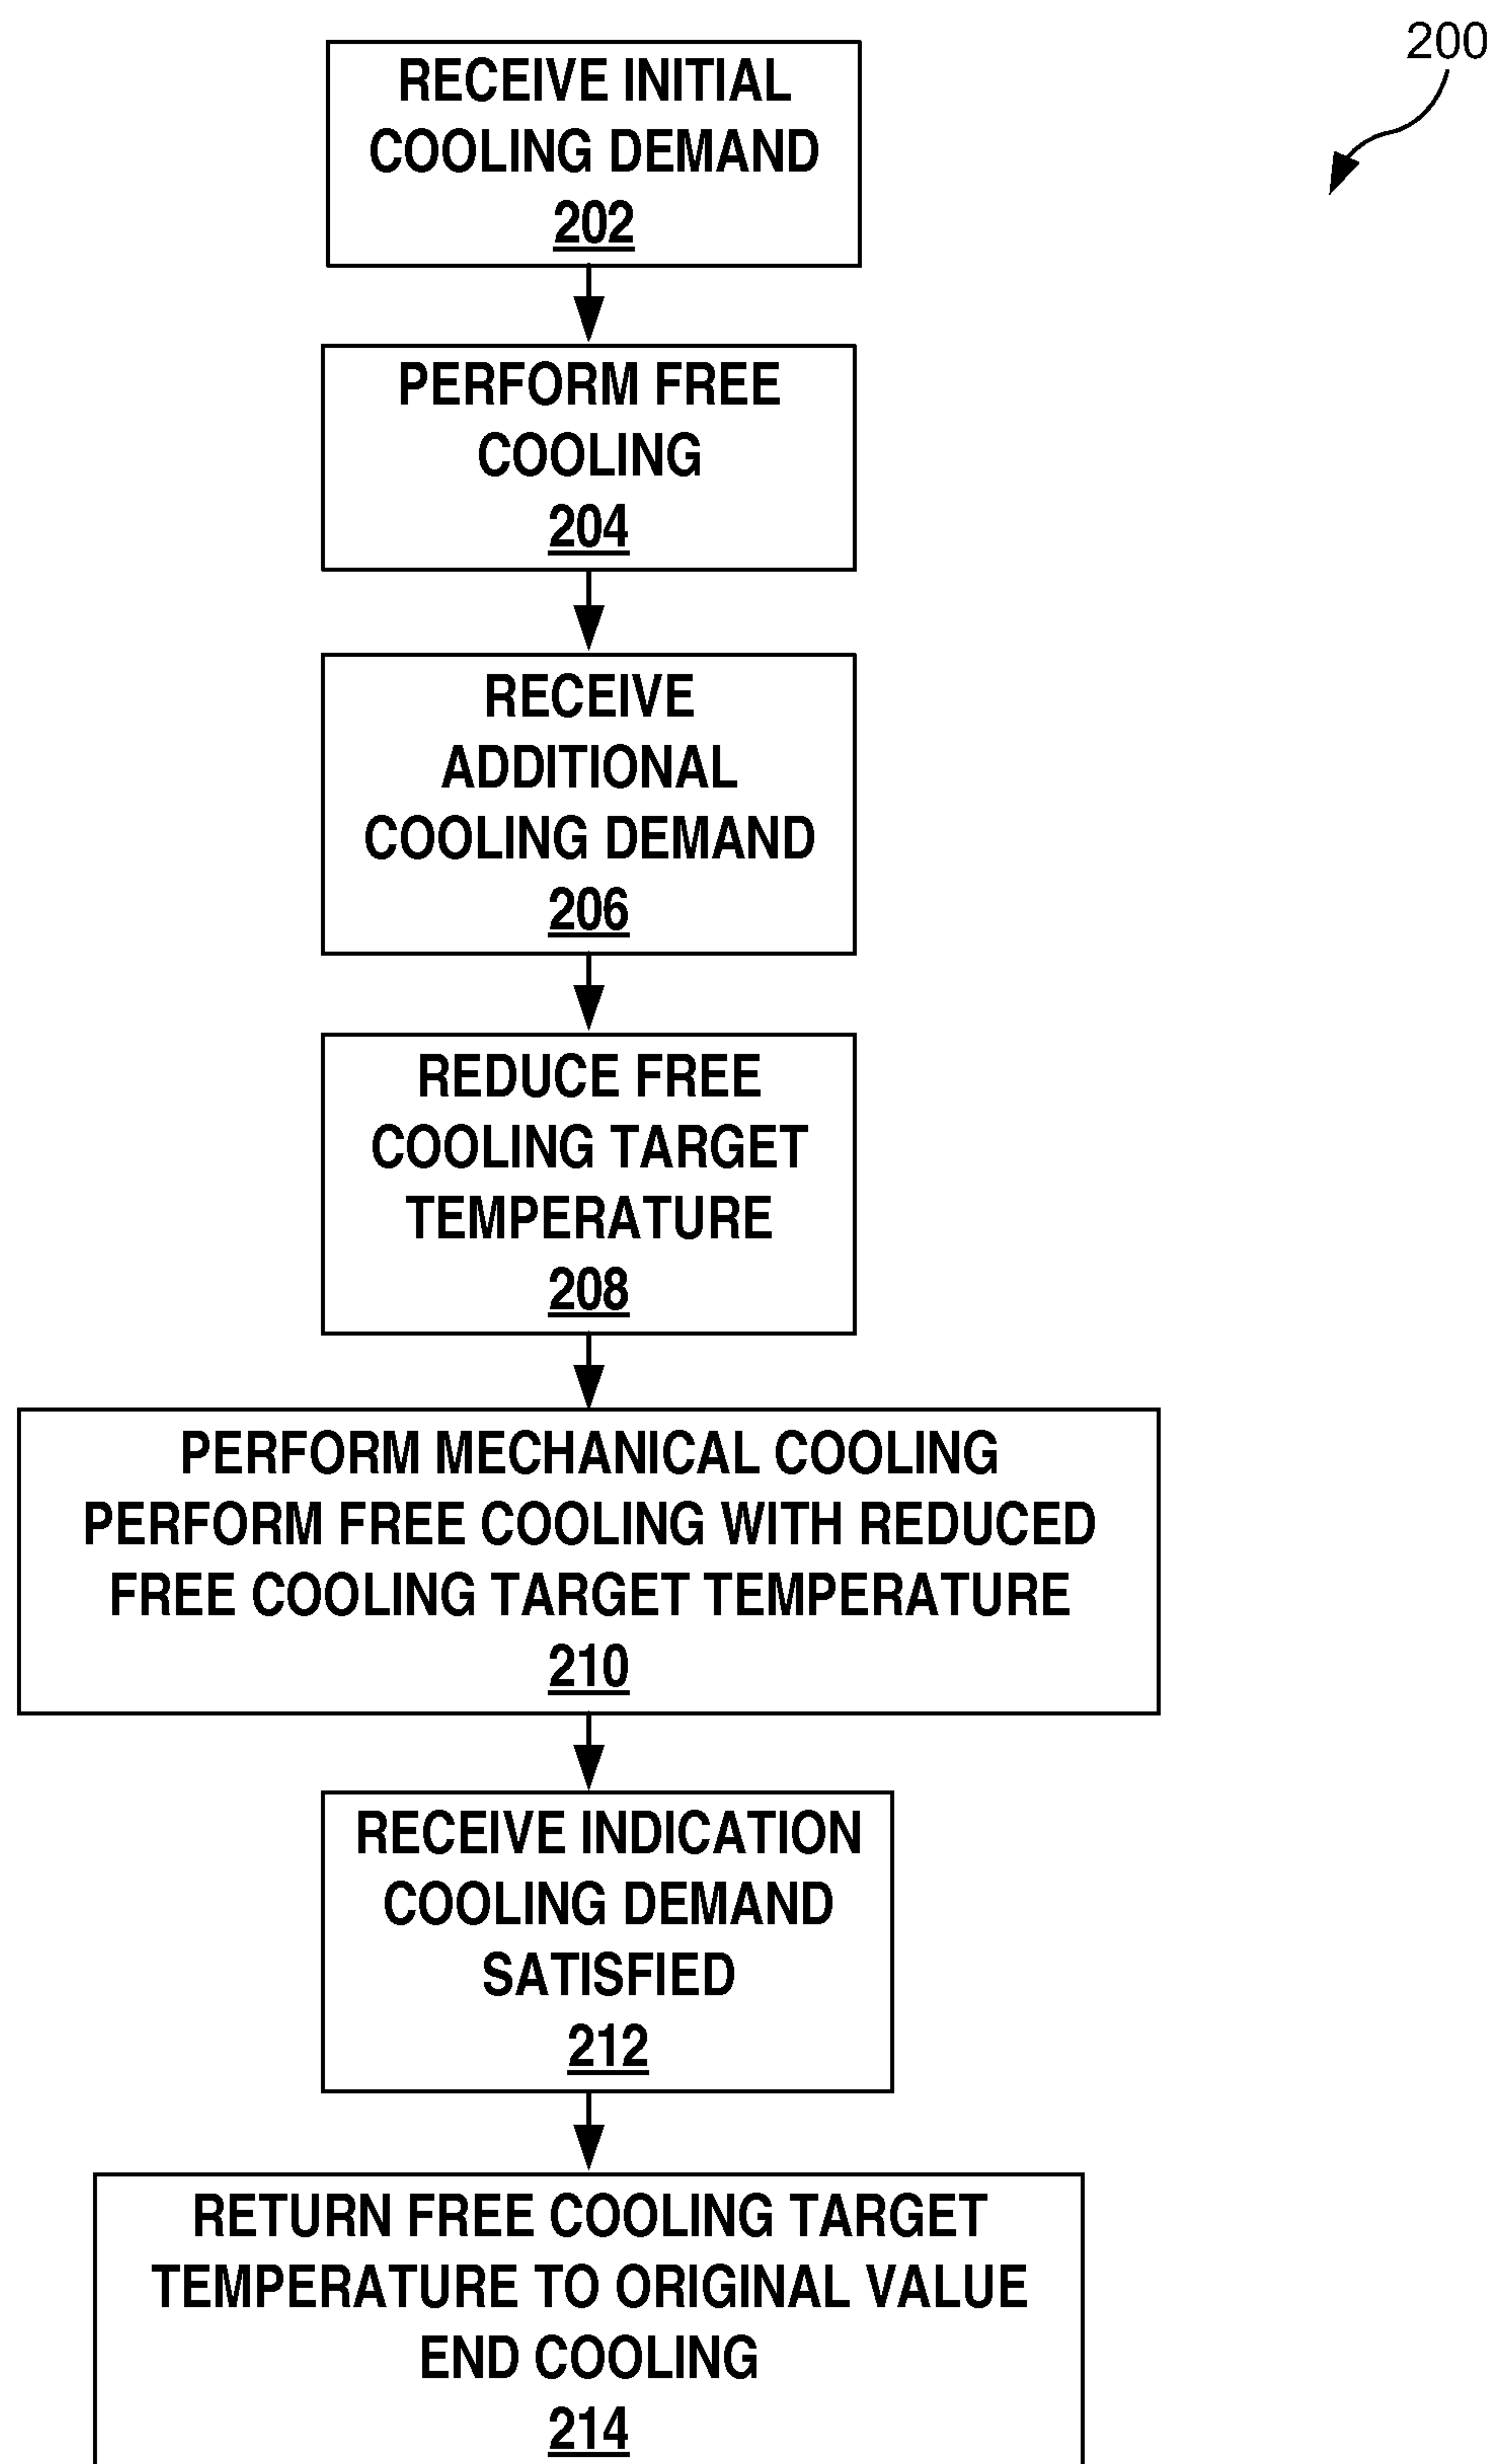 200
RECEIVE INITIAL
COOLING DEMAND
202
PERFORM FREE
COOLING
204
RECEIVE
ADDITIONAL
COOLING DEMAND
206
REDUCE FREE
COOLING TARGET
TEMPERATURE
208
PERFORM MECHANICAL COOLING
PERFORM FREE COOLING WITH REDUCED
FREE COOLING TARGET TEMPERATURE
210
RECEIVE INDICATION
COOLING DEMAND
SATISFIED
212
RETURN FREE COOLING TARGET
TEMPERATURE TO ORIGINAL VALUE
END COOLING
214